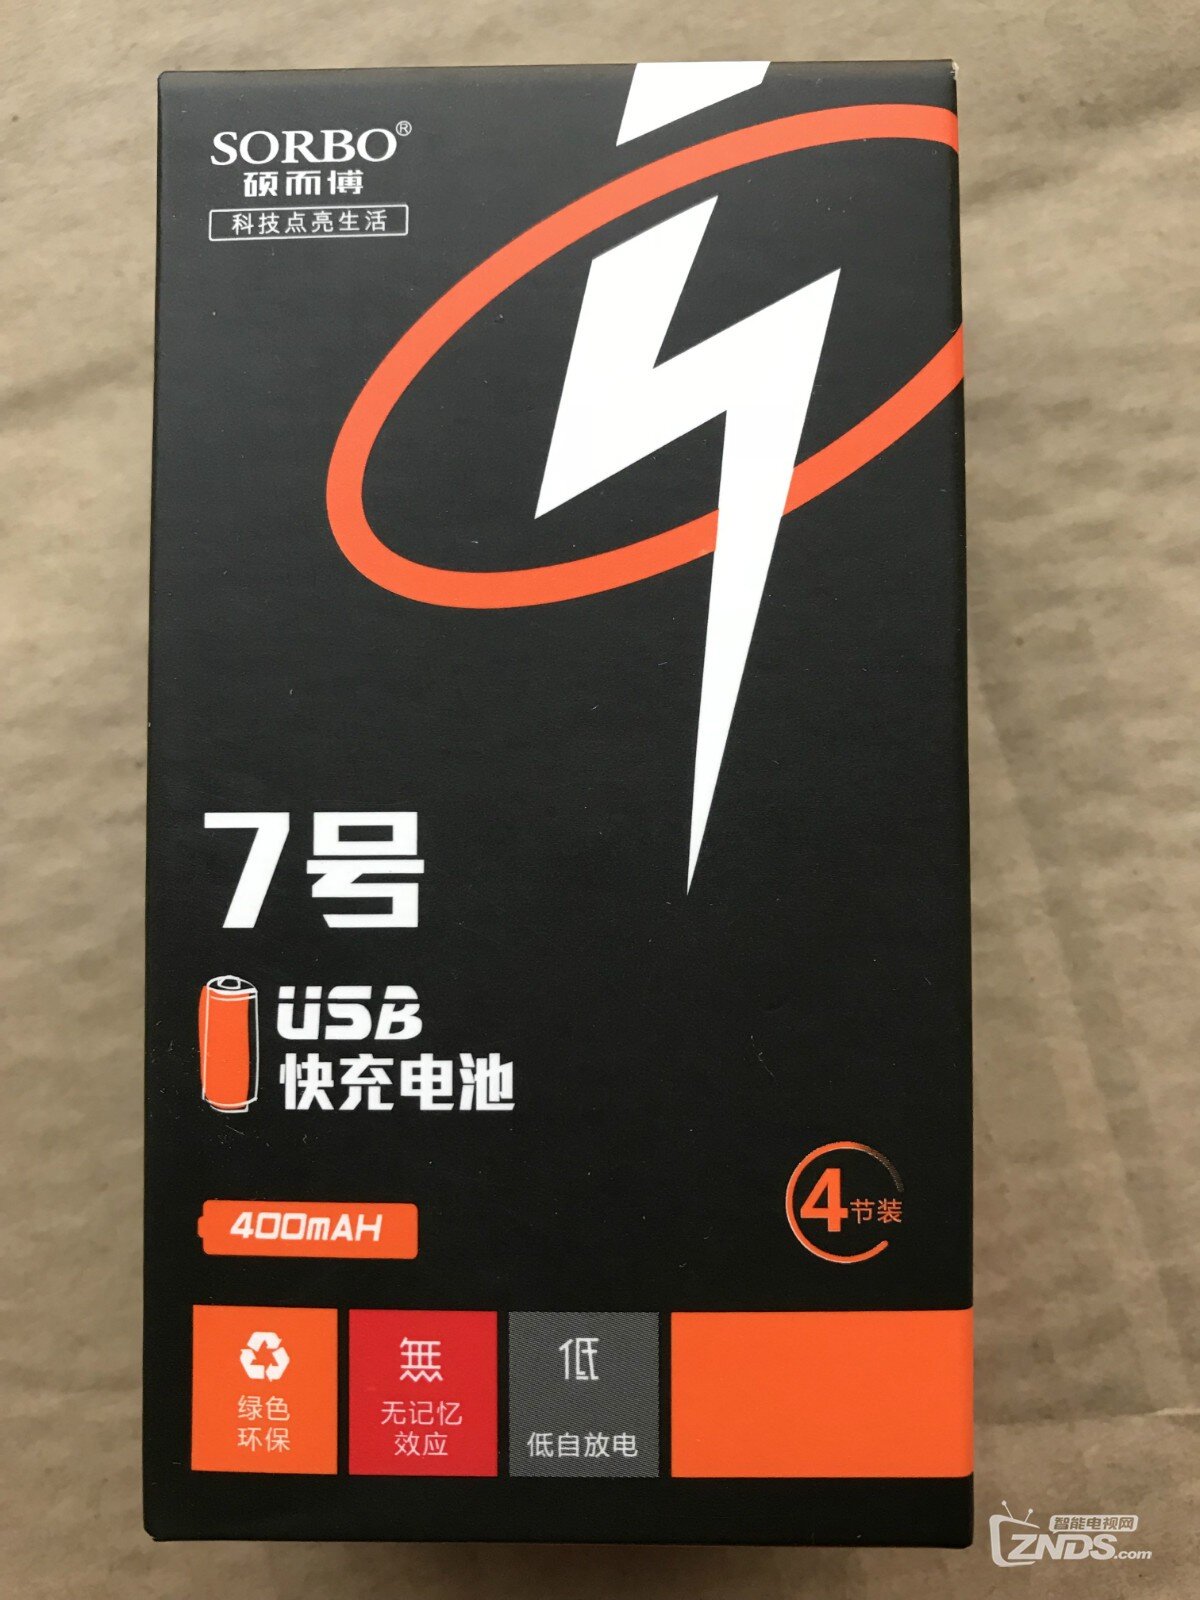 SORBO®
硕而博
科技点亮生活
7号
USB
快充电池
400mAH
4节装
绿色
环保
無
无记忆
效应
低
低自放电
智能电视网
ZNDS.com